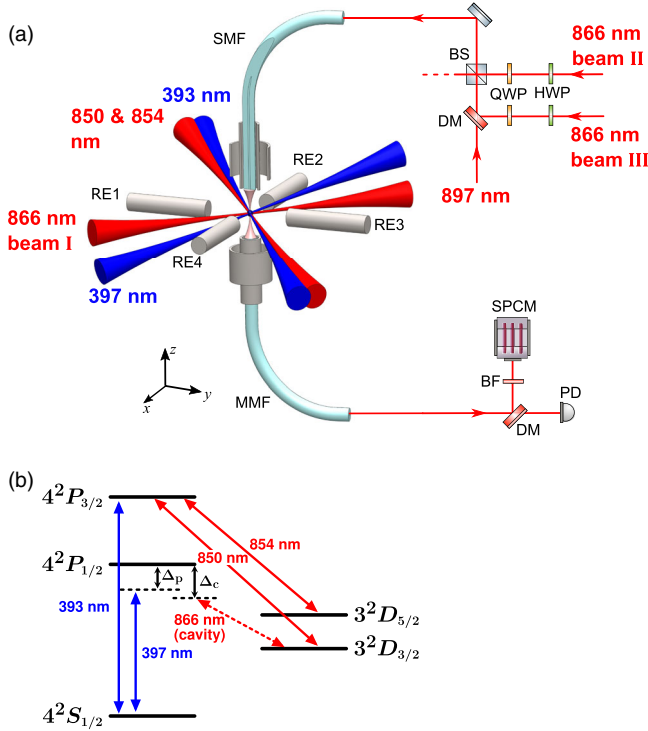 (a)
SMF
393 nm
850 & 854
nm
RE1
RE2
866 nm
beam I
RE4
RE3
397 nm
BS
866 nm
beam II
QWP HWP
DM
866 nm
beam III
897 nm
z
x
y
MMF
SPCM
BF
PD
DM
(b)
4²P₃/₂
854 nm
850 nm
4²P₁/₂
Δₚ
Δ_c
393 nm
866 nm
(cavity)
3²D₅/₂
3²D₃/₂
397 nm
4²S₁/₂